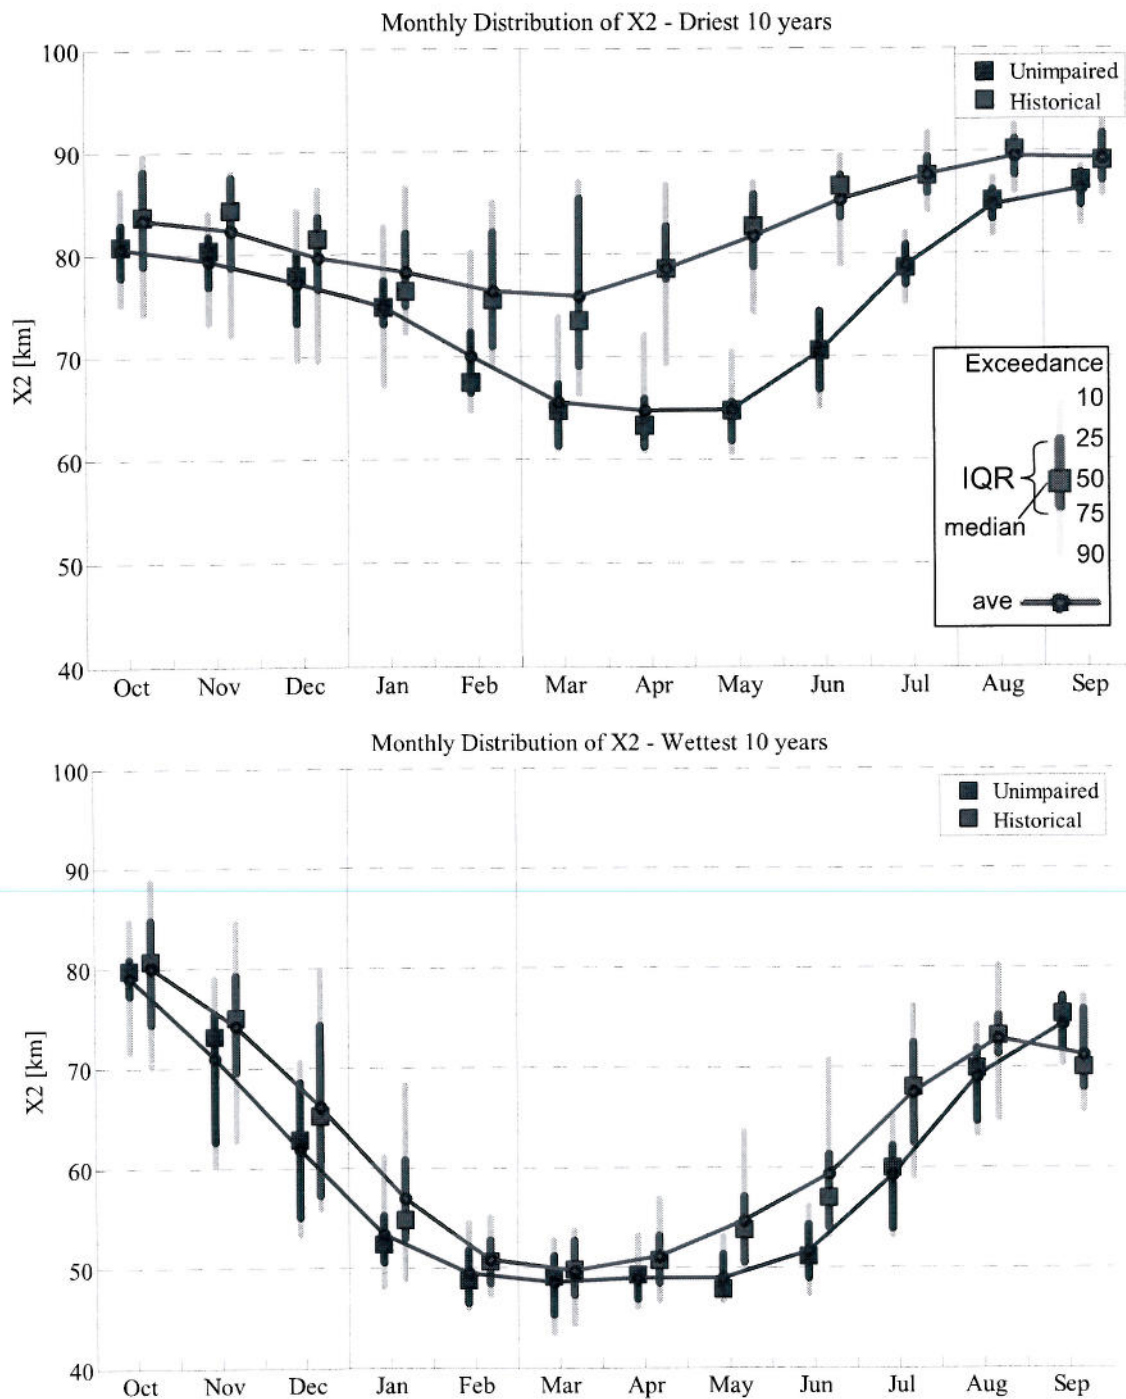 Monthly Distribution of X2 - Driest 10 years
100
90
80
70
60
50
40
X2 [km]
Unimpaired
Historical
Exceedance
10
25
IQR
50
75
median
90
ave
Oct Nov Dec Jan Feb Mar Apr May Jun Jul Aug Sep
Monthly Distribution of X2 - Wettest 10 years
100
90
80
70
60
50
40
X2 [km]
Unimpaired
Historical
Oct Nov Dec Jan Feb Mar Apr May Jun Jul Aug Sep